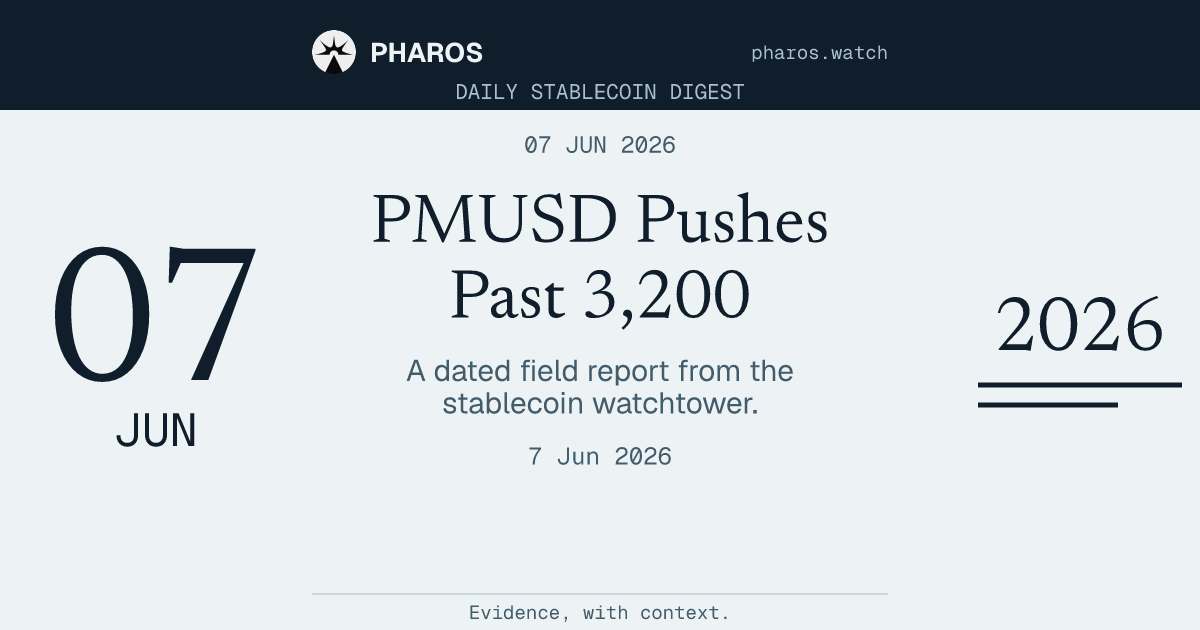 PHAROS
pharos.watch
DAILY STABLECOIN DIGEST
07 JUN 2026
PMUSD Pushes
Past 3,200
07
JUN
2026
A dated field report from the
stablecoin watchtower.
7 Jun 2026
Evidence, with context.